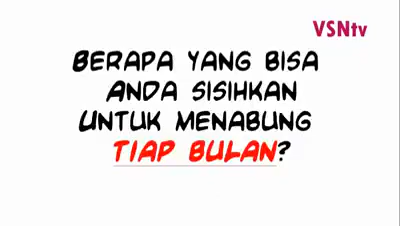 VSNtv
BERAPA YANG BISA
ANDA SISIHKAN
UNTUK MENABUNG
TIAP BULAN?